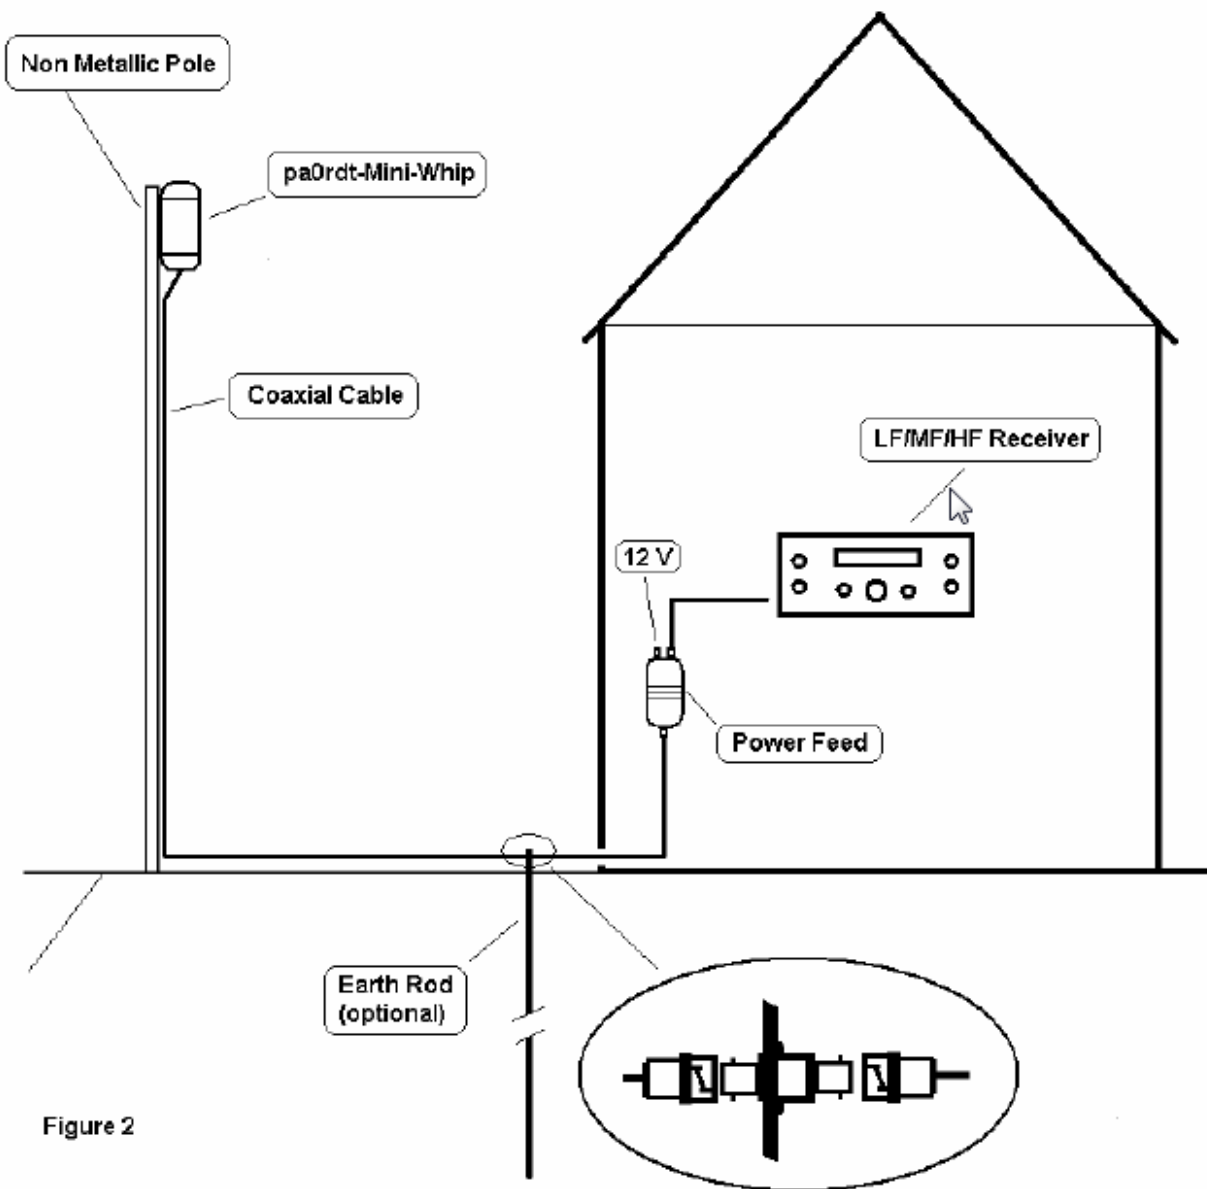 Non Metallic Pole
pa0rdt-Mini-Whip
Coaxial Cable
LF/MF/HF Receiver
12 V
Power Feed
Earth Rod
(optional)
Figure 2